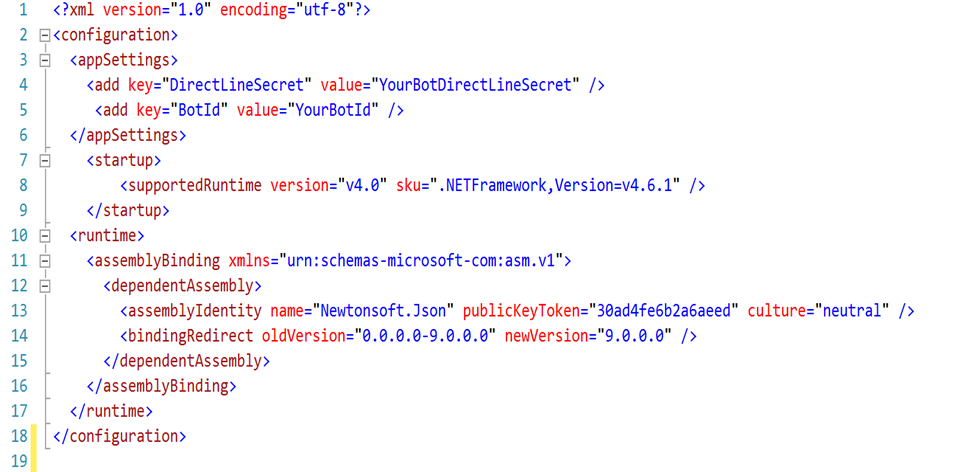 1 <?xml version="1.0" encoding="utf-8"?>
2 <configuration>
3 <appSettings>
4 <add key="DirectLineSecret" value="YourBotDirectLineSecret" />
5 <add key="BotId" value="YourBotId" />
6 </appSettings>
7 <startup>
8 <supportedRuntime version="v4.0" sku=".NETFramework,Version=v4.6.1" />
9 </startup>
10 <runtime>
11 <assemblyBinding xmlns="urn:schemas-microsoft-com:asm.v1">
12 <dependentAssembly>
13 <assemblyIdentity name="Newtonsoft.Json" publicKeyToken="30ad4fe6b2a6aeed" culture="neutral" />
14 <bindingRedirect oldVersion="0.0.0.0-9.0.0.0" newVersion="9.0.0.0" />
15 </dependentAssembly>
16 </assemblyBinding>
17 </runtime>
18 </configuration>
19